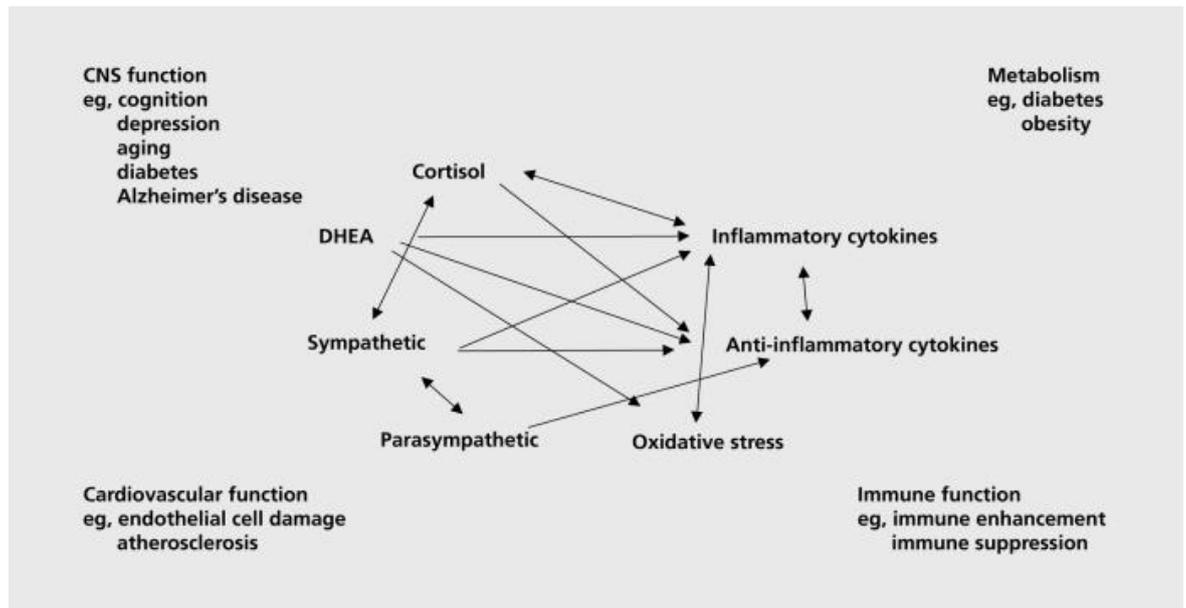 CNS function
eg, cognition
depression
aging
diabetes
Alzheimer's disease
Metabolism
eg, diabetes
obesity
Cortisol
DHEA
Inflammatory cytokines
Sympathetic
Anti-inflammatory cytokines
Parasympathetic
Oxidative stress
Cardiovascular function
eg, endothelial cell damage
atherosclerosis
Immune function
eg, immune enhancement
immune suppression